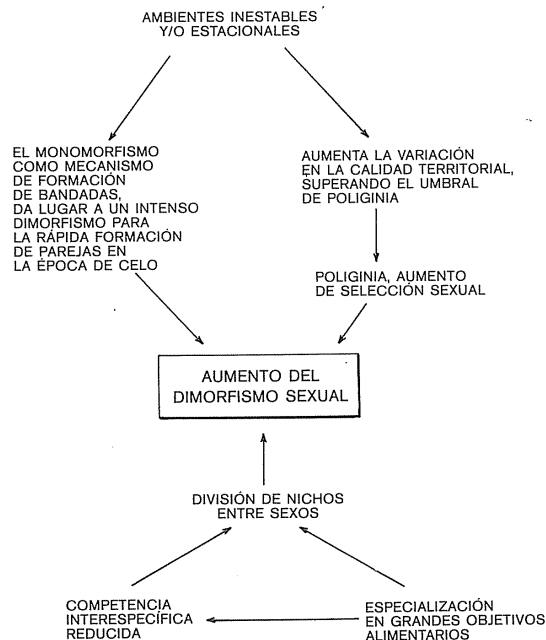 AMBIENTES INESTABLES
Y/O ESTACIONALES
EL MONOMORFISMO
COMO MECANISMO
DE FORMACIÓN
DE BANDADAS,
DA LUGAR A UN INTENSO
DIMORFISMO PARA
LA RÁPIDA FORMACIÓN
DE PAREJAS EN
LA ÉPOCA DE CELO
AUMENTA LA VARIACIÓN
EN LA CALIDAD TERRITORIAL,
SUPERANDO EL UMBRAL
DE POLIGINIA
POLIGINIA, AUMENTO
DE SELECCIÓN SEXUAL
AUMENTO DEL
DIMORFISMO SEXUAL
DIVISIÓN DE NICHOS
ENTRE SEXOS
COMPETENCIA
INTERESPECÍFICA
REDUCIDA
ESPECIALIZACIÓN
EN GRANDES OBJETIVOS
ALIMENTARIOS